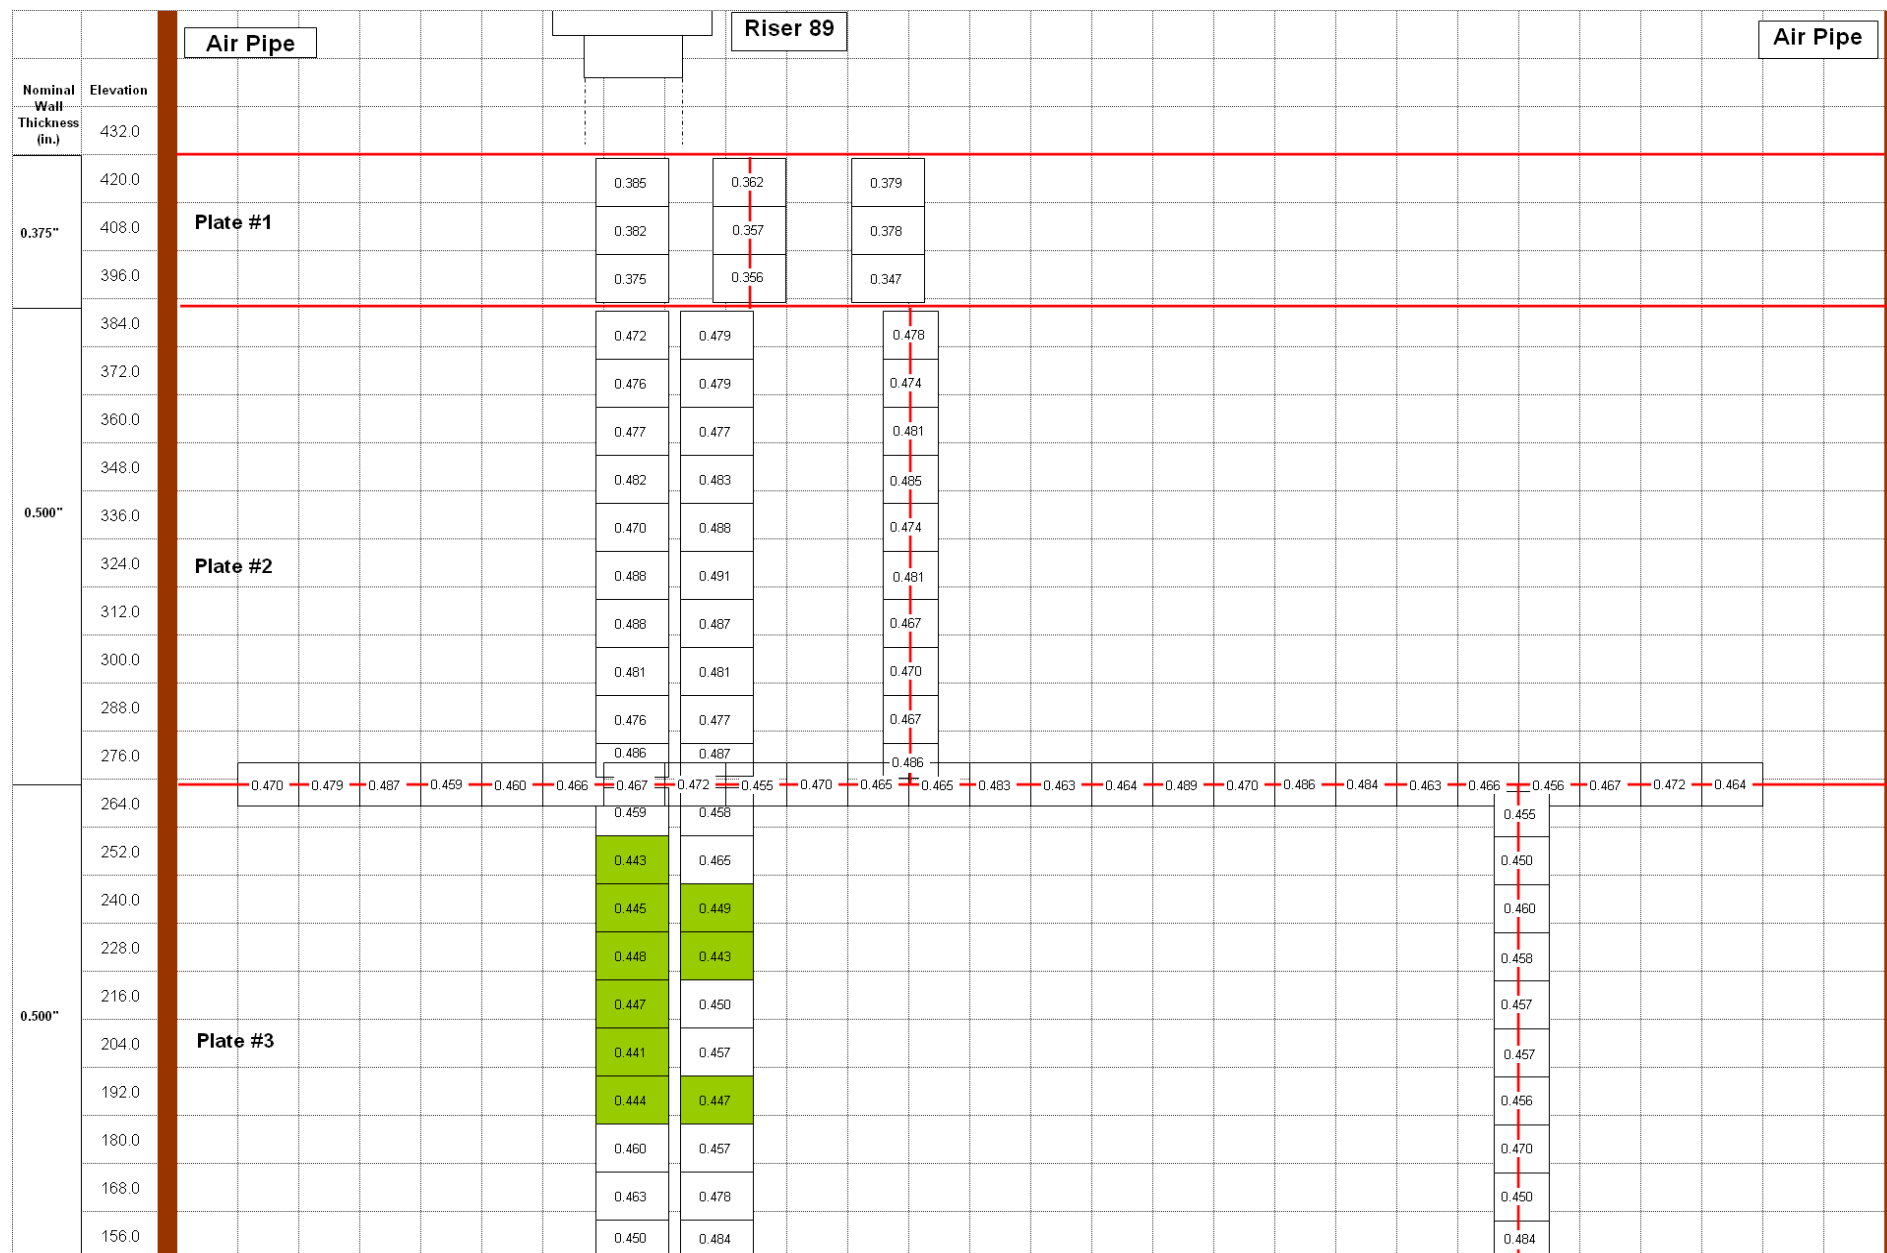 Air Pipe
Riser 89
Air Pipe
Nominal
Wall
Thickness
(in.)
Elevation
432.0
420.0 0.385 0.362 0.379
0.375" 408.0 Plate #1 0.382 0.357 0.378
396.0 0.375 0.356 0.347
384.0 0.472 0.479 0.478
372.0 0.476 0.479 0.474
360.0 0.477 0.477 0.481
348.0 0.482 0.483 0.485
0.500" 336.0 0.470 0.488 0.474
324.0 Plate #2 0.488 0.491 0.481
312.0 0.488 0.487 0.467
300.0 0.481 0.481 0.470
288.0 0.476 0.477 0.467
276.0 0.486 0.487 0.486
0.470 0.479 0.487 0.459 0.460 0.466 0.467 0.472 0.455 0.470 0.465 0.465 0.483 0.463 0.464 0.489 0.470 0.486 0.484 0.463 0.466 0.456 0.467 0.472 0.464
264.0 0.459 0.458 0.455
252.0 0.443 0.465 0.450
240.0 0.445 0.449 0.460
228.0 0.448 0.443 0.458
216.0 0.447 0.450 0.457
0.500" 204.0 Plate #3 0.441 0.457 0.457
192.0 0.444 0.447 0.456
180.0 0.460 0.457 0.470
168.0 0.463 0.478 0.450
156.0 0.450 0.484 0.484